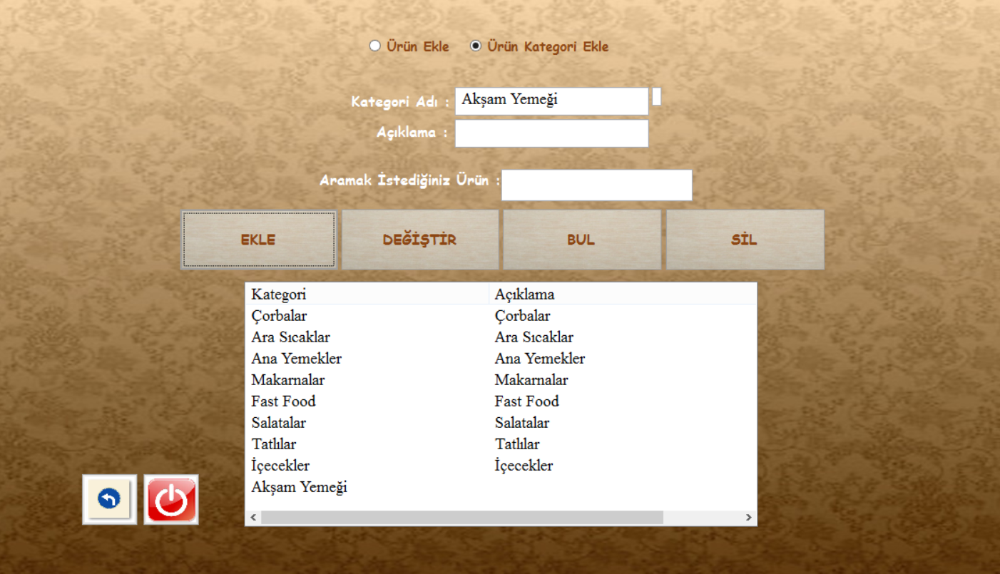 Ürün Ekle Ürün Kategori Ekle
Kategori Adı : Akşam Yemeği
Açıklama :
Aramak İstediğiniz Ürün :
EKLE DEĞİŞTİR BUL SİL
Kategori Açıklama
Çorbalar Çorbalar
Ara Sıcaklar Ara Sıcaklar
Ana Yemekler Ana Yemekler
Makarnalar Makarnalar
Fast Food Fast Food
Salatalar Salatalar
Tatlılar Tatlılar
İçecekler İçecekler
Akşam Yemeği